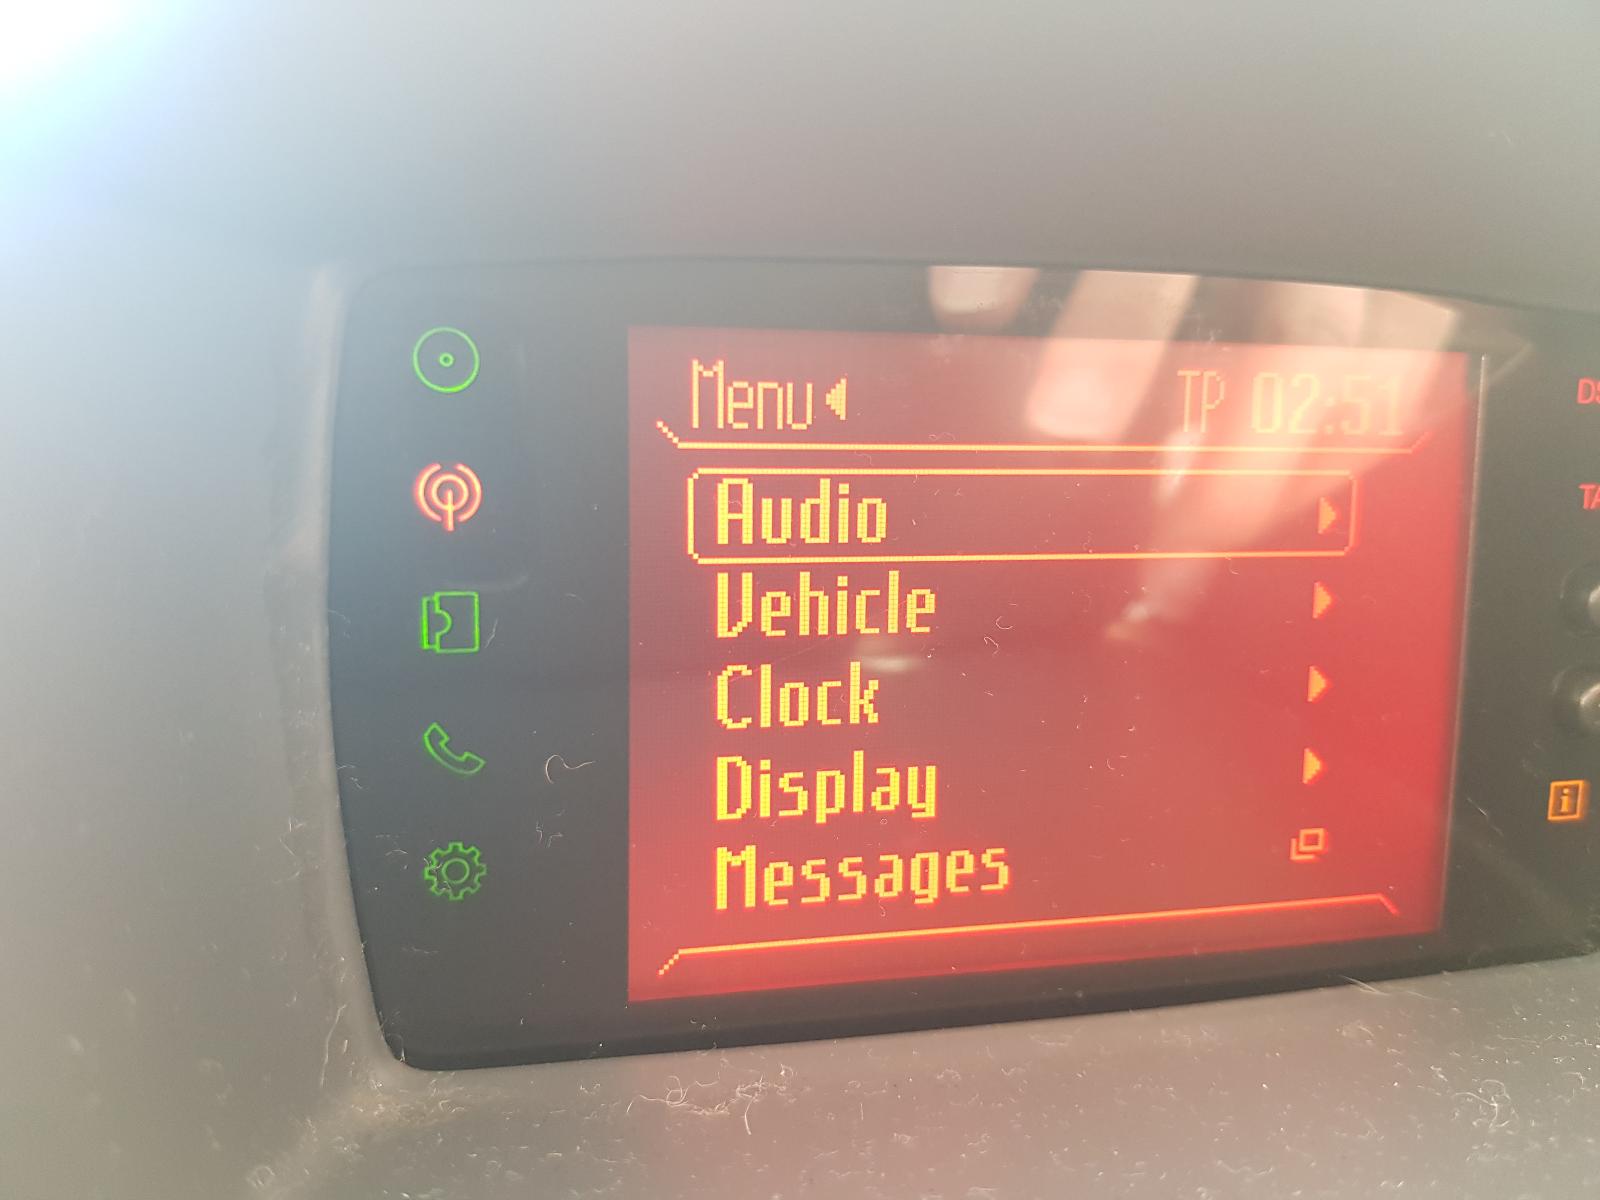 Menu TP 02:51
Audio
Vehicle
Clock
Display
Messages
i